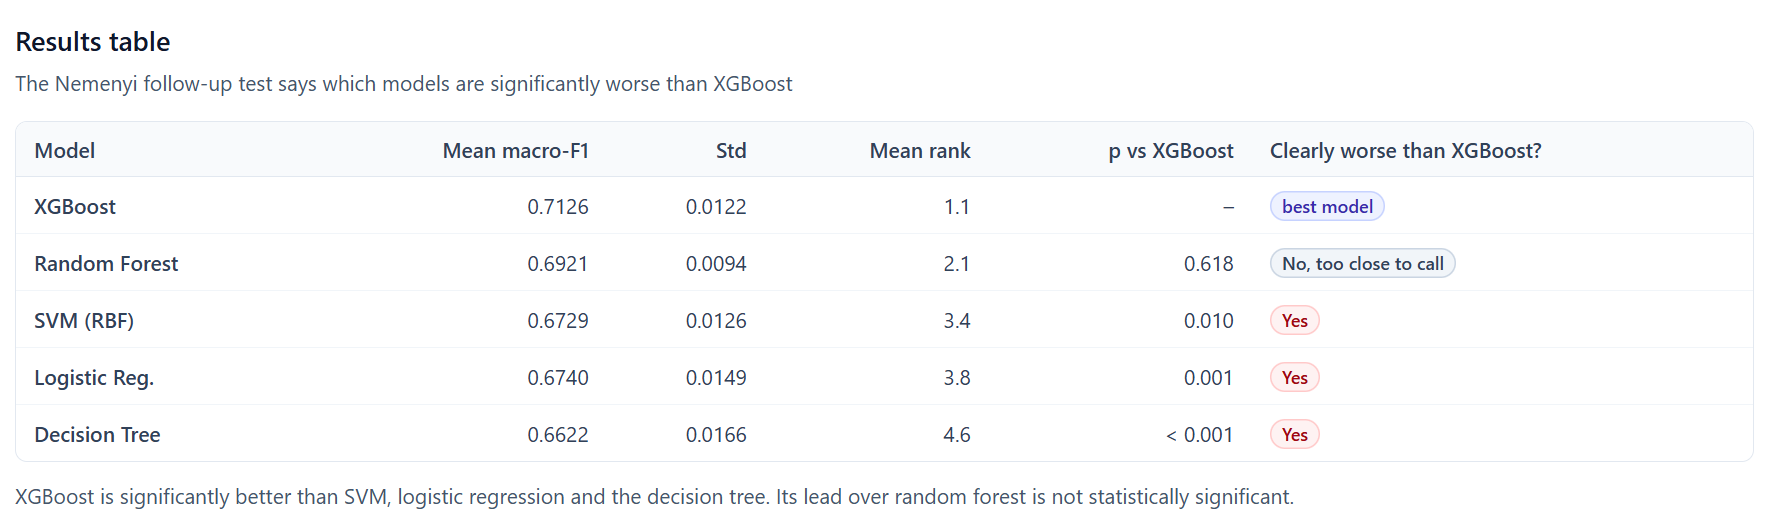 Results table
The Nemenyi follow-up test says which models are significantly worse than XGBoost
Model Mean macro-F1 Std Mean rank p vs XGBoost Clearly worse than XGBoost?
XGBoost 0.7126 0.0122 1.1 – best model
Random Forest 0.6921 0.0094 2.1 0.618 No, too close to call
SVM (RBF) 0.6729 0.0126 3.4 0.010 Yes
Logistic Reg. 0.6740 0.0149 3.8 0.001 Yes
Decision Tree 0.6622 0.0166 4.6 < 0.001 Yes
XGBoost is significantly better than SVM, logistic regression and the decision tree. Its lead over random forest is not statistically significant.